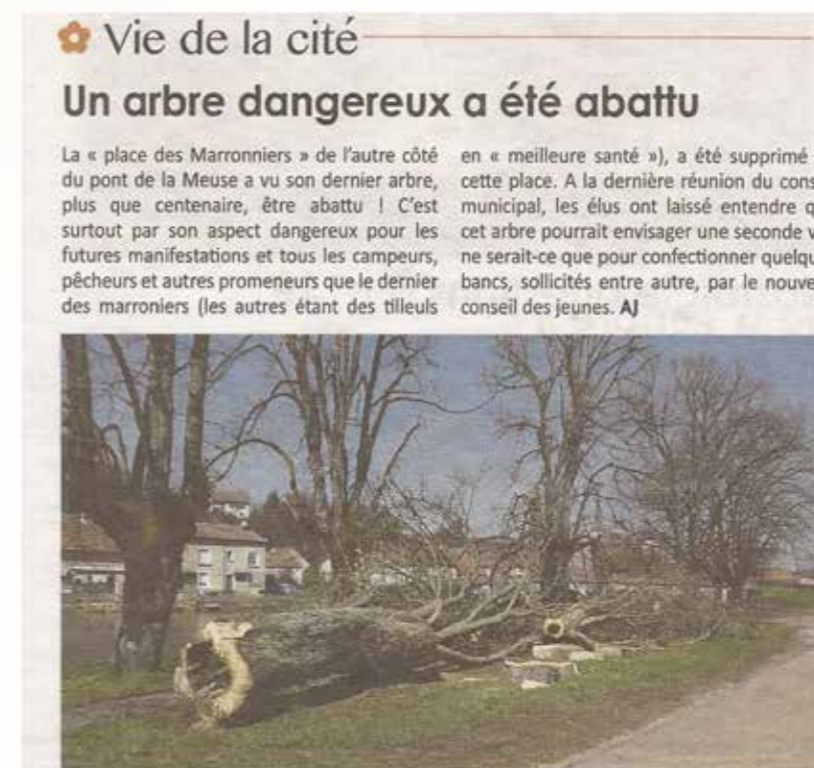 Vie de la cité
Un arbre dangereux a été abattu
La « place des Marronniers » de l'autre côté
du pont de la Meuse a vu son dernier arbre,
plus que centenaire, être abattu ! C'est
surtout par son aspect dangereux pour les
futures manifestations et tous les campeurs,
pêcheurs et autres promeneurs que le dernier
des marroniers (les autres étant des tilleuls
en « meilleure santé »), a été supprimé
cette place. A la dernière réunion du cons
municipal, les élus ont laissé entendre q
cet arbre pourrait envisager une seconde v
ne serait-ce que pour confectionner quelqu
bancs, sollicités entre autre, par le nouve
conseil des jeunes. AJ